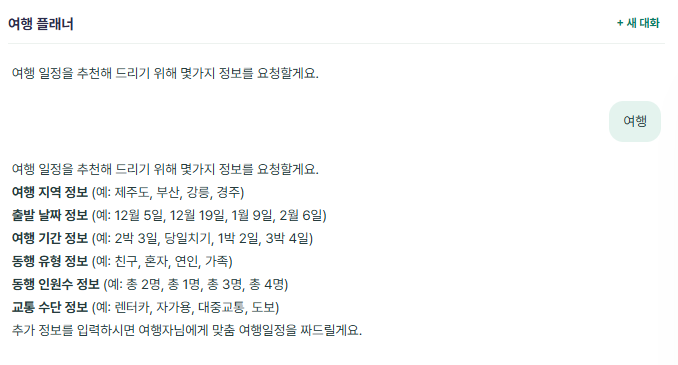 여행 플래너
+ 새 대화
여행 일정을 추천해 드리기 위해 몇가지 정보를 요청할게요.
여행
여행 일정을 추천해 드리기 위해 몇가지 정보를 요청할게요.
여행 지역 정보 (예: 제주도, 부산, 강릉, 경주)
출발 날짜 정보 (예: 12월 5일, 12월 19일, 1월 9일, 2월 6일)
여행 기간 정보 (예: 2박 3일, 당일치기, 1박 2일, 3박 4일)
동행 유형 정보 (예: 친구, 혼자, 연인, 가족)
동행 인원수 정보 (예: 총 2명, 총 1명, 총 3명, 총 4명)
교통 수단 정보 (예: 렌터카, 자가용, 대중교통, 도보)
추가 정보를 입력하시면 여행자님에게 맞춤 여행일정을 짜드릴게요.